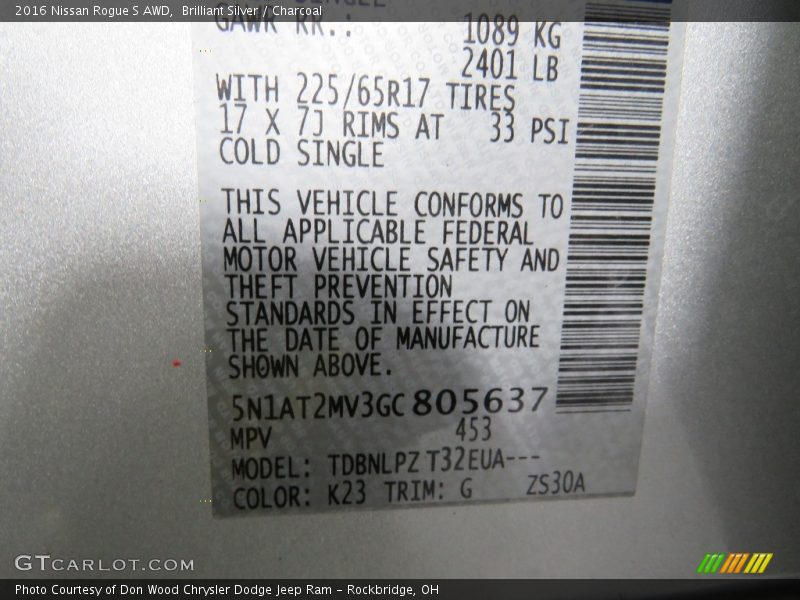 2016 Nissan Rogue S AWD, Brilliant Silver / Charcoal
GAWR RR.:
1089 KG
2401 LB
WITH 225/65R17 TIRES
17 X 7J RIMS AT 33 PSI
COLD SINGLE
THIS VEHICLE CONFORMS TO
ALL APPLICABLE FEDERAL
MOTOR VEHICLE SAFETY AND
THEFT PREVENTION
STANDARDS IN EFFECT ON
THE DATE OF MANUFACTURE
SHOWN ABOVE.
5N1AT2MV3GC805637
MPV 453
MODEL: TDBNLPZ T32EUA---
COLOR: K23 TRIM: G ZS30A
GTCARLOT.COM
Photo Courtesy of Don Wood Chrysler Dodge Jeep Ram – Rockbridge, OH